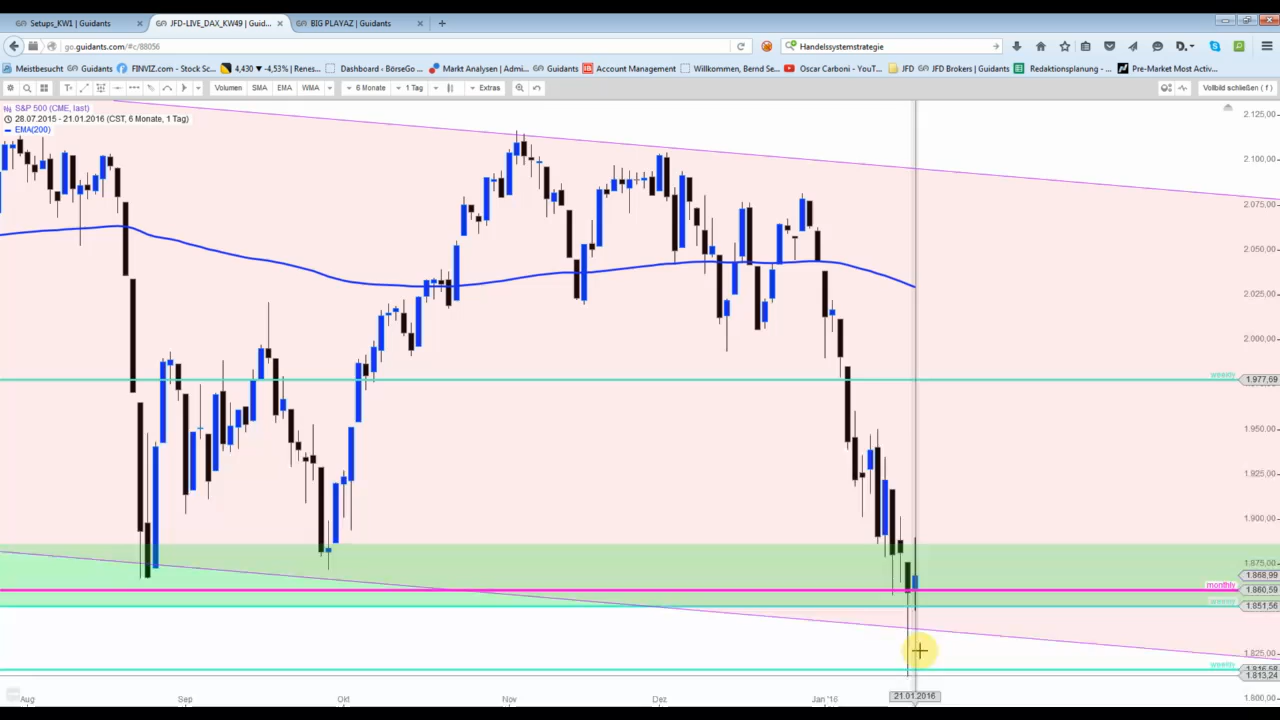 Setups_KW1 | Guidants
JFD-LIVE_DAX_KW49 | Guid...
BIG PLAYAZ | Guidants
go.guidants.com/#c/88056
Handelssystemstrategie
Meistbesucht
Guidants
FINVIZ.com - Stock Sc...
4,430 ▼ -4,53% | Renes...
Dashboard - BörseGo ...
Markt Analysen | Admi...
Guidants
Account Management
Willkommen, Bernd Se...
Oscar Carboni - YouT...
JFD
JFD Brokers | Guidants
Redaktionsplanung - ...
Pre-Market Most Activ...
Volumen
SMA
EMA
WMA
6 Monate
1 Tag
Extras
Vollbild schließen ( f )
S&P 500 (CME, last)
28.07.2015 - 21.01.2016 (CST, 6 Monate, 1 Tag)
EMA(200)
2.125,00
2.100,00
2.075,00
2.050,00
2.025,00
2.000,00
weekly
1.977,69
1.950,00
1.925,00
1.900,00
1.875,00
1.868,99
monthly
1.860,59
weekly
1.851,56
1.825,00
weekly
1.813,24
1.800,00
Aug
Sep
Okt
Nov
Dez
Jan '16
21.01.2016